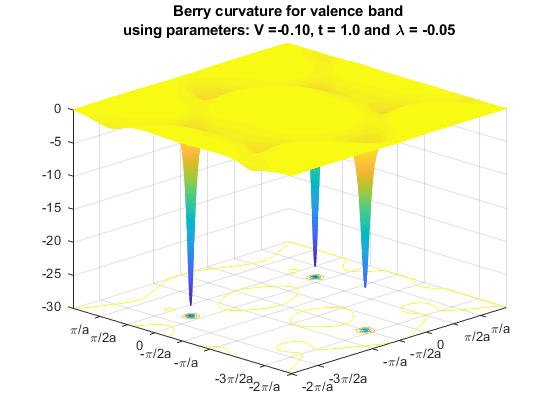 Berry curvature for valence band
using parameters: V =-0.10, t = 1.0 and λ = -0.05
0
-5
-10
-15
-20
-25
-30
π/a
π/2a
0
-π/2a
-π/a
-3π/2a
-2π/a
-2π/a
-3π/2a
-π/a
-π/2a
0
π/2a
π/a